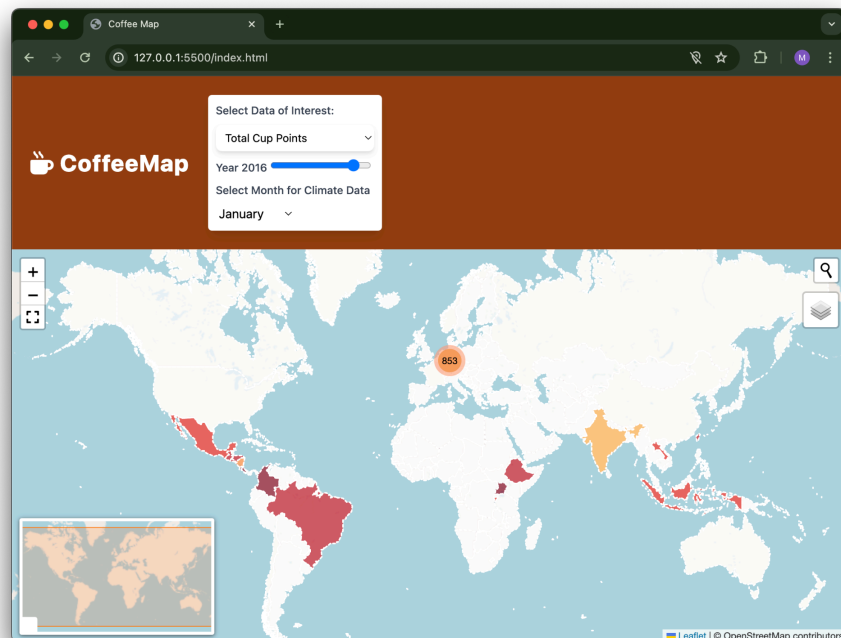 Coffee Map
127.0.0.1:5500/index.html
M
CoffeeMap
Select Data of Interest:
Total Cup Points
Year 2016
Select Month for Climate Data
January
+
−
853
Leaflet | © OpenStreetMap contributors